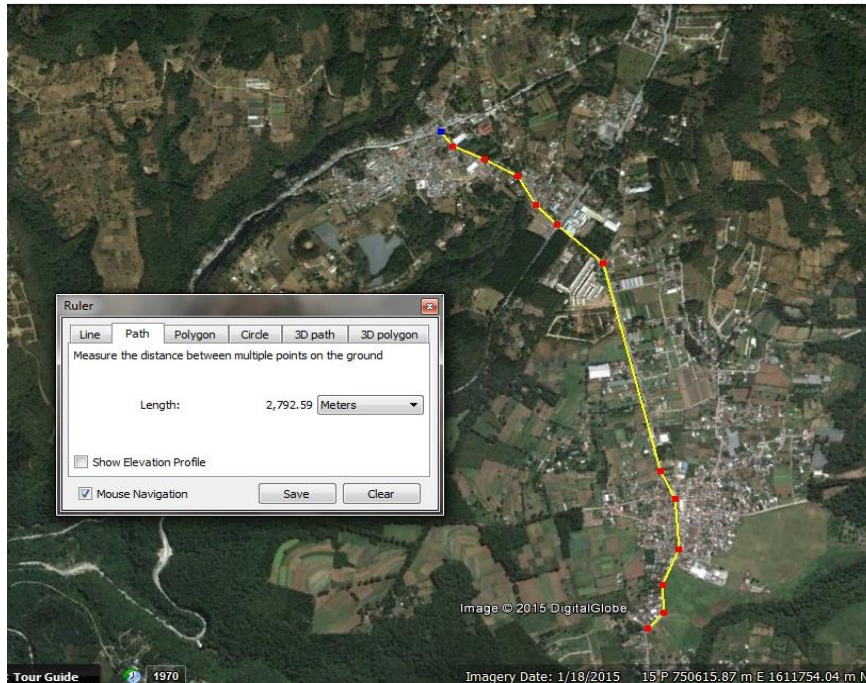 Ruler
Line Path Polygon Circle 3D path 3D polygon
Measure the distance between multiple points on the ground
Length: 2,792.59 Meters
Show Elevation Profile
Mouse Navigation Save Clear
Image © 2015 DigitalGlobe
Tour Guide 1970 Imagery Date: 1/18/2015 15 P 750615.87 m E 1611754.04 m